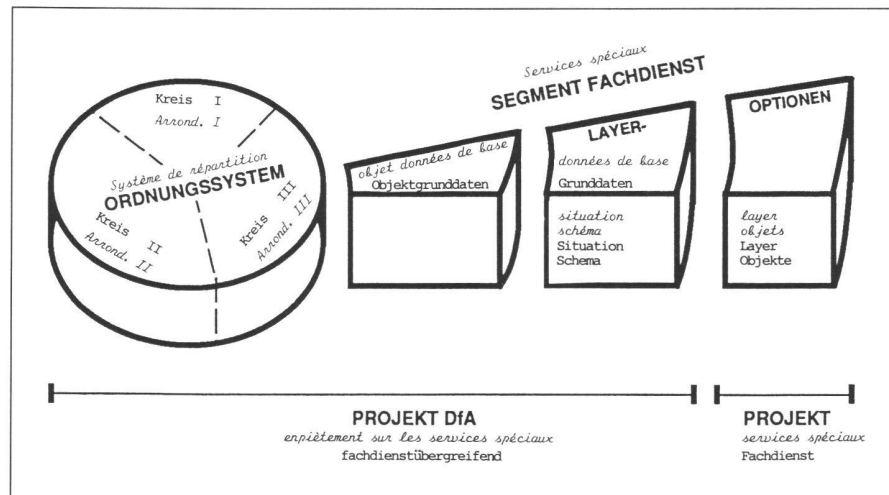 Kreis I
Arrond. I
Système de répartition
ORDNUNGSSYSTEM
Kreis II
Arrond. II
Kreis III
Arrond. III
Services spéciaux
SEGMENT FACHDIENST
objet données de base
Objektgrunddaten
LAYER-
données de base
Grunddaten
situation
schéma
Situation
Schema
OPTIONEN
layer
objets
Layer
Objekte
PROJEKT DfA
enpiètement sur les services spéciaux
fachdienstübergreifend
PROJEKT
services spéciaux
Fachdienst